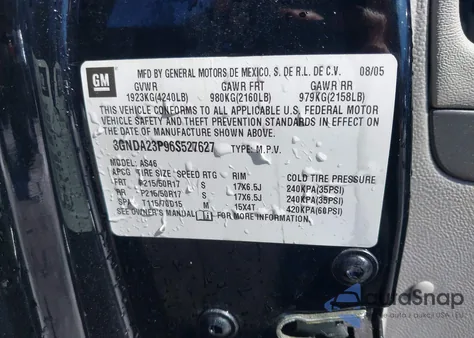 GM
MFD BY GENERAL MOTORS DE MEXICO, S. DE R.L. DE C.V. 08/05
GVWR GAWR FRT GAWR RR
1923KG(4240LB) 980KG(2160LB) 979KG(2158LB)
THIS VEHICLE CONFORMS TO ALL APPLICABLE U.S. FEDERAL MOTOR
VEHICLE SAFETY AND THEFT PREVENTION STANDARDS IN EFFECT ON
THE DATE OF MANUFACTURE SHOWN ABOVE.
3GNDA23P96S527627 TYPE: M.P.V.
MODEL: AS46
APCG TIRE SIZE SPEED RTG RIM COLD TIRE PRESSURE
FRT P215/50R17 S 17X6.5J 240KPA(35PSI)
RR P215/50R17 S 17X6.5J 240KPA(35PSI)
SPA T115/70D15 M 15X4T 420KPA(60PSI)
SEE OWNER'S MANUAL FOR ADDITIONAL INFORMATION.
autoSnap